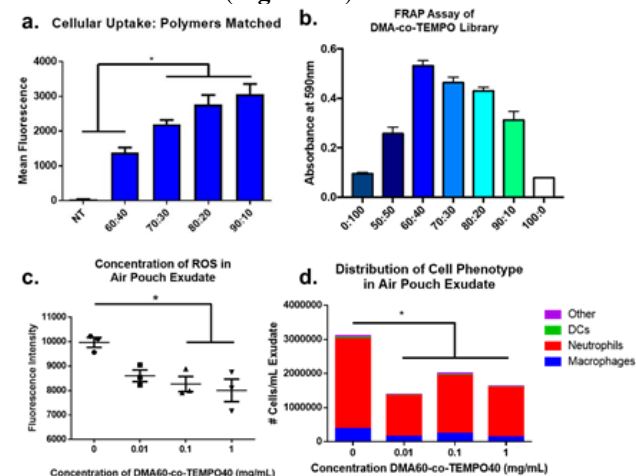 a. Cellular Uptake: Polymers Matched
Mean Fluorescence
4000
3000
2000
1000
0
*
NT
60:40
70:30
80:20
90:10
b. FRAP Assay of
DMA-co-TEMPO Library
Absorbance at 590nm
0.6
0.4
0.2
0.0
0:100
50:50
60:40
70:30
80:20
90:10
100:0
c. Concentration of ROS in
Air Pouch Exudate
Fluorescence Intensity
11000
10000
9000
8000
7000
6000
*
0
0.01
0.1
1
Concentration of DMA60-co-TEMPO40 (mg/mL)
d. Distribution of Cell Phenotype
in Air Pouch Exudate
# Cells/mL Exudate
4000000
3000000
2000000
1000000
0
*
0
0.01
0.1
1
Concentration DMA60-co-TEMPO40 (mg/mL)
Other
DCs
Neutrophils
Macrophages